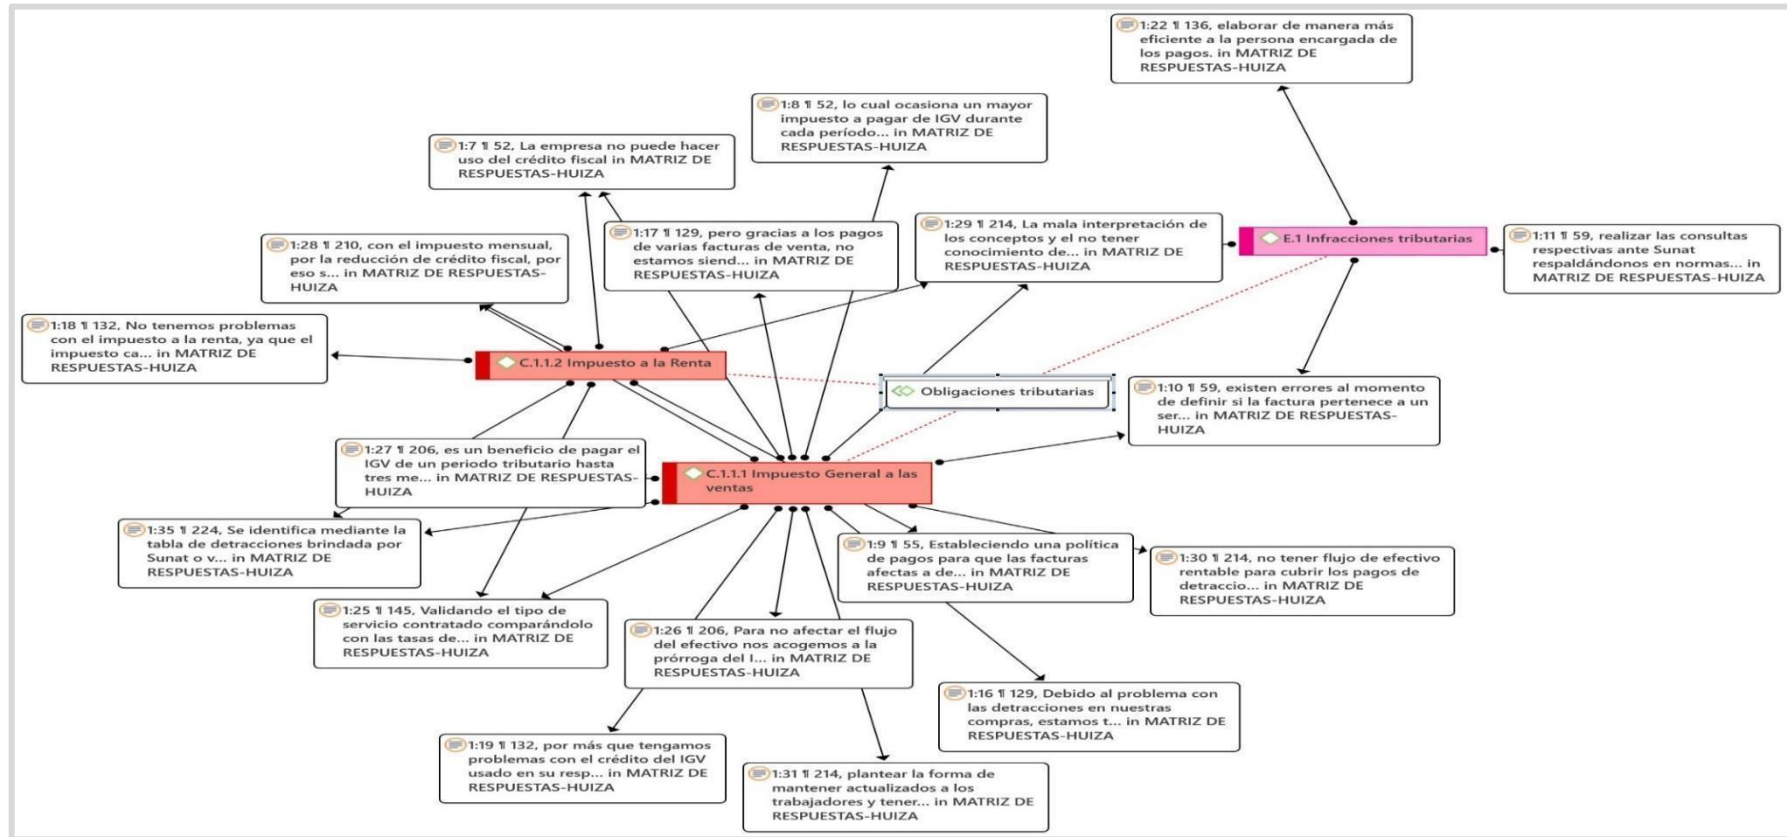 1:22 ¶ 136, elaborar de manera más
eficiente a la persona encargada de
los pagos. in MATRIZ DE
RESPUESTAS-HUIZA
1:8 ¶ 52, lo cual ocasiona un mayor
impuesto a pagar de IGV durante
cada período... in MATRIZ DE
RESPUESTAS-HUIZA
1:7 ¶ 52, La empresa no puede hacer
uso del crédito fiscal in MATRIZ DE
RESPUESTAS-HUIZA
1:28 ¶ 210, con el impuesto mensual,
por la reducción de crédito fiscal, por
eso s... in MATRIZ DE RESPUESTAS-
HUIZA
1:17 ¶ 129, pero gracias a los pagos
de varias facturas de venta, no
estamos siend... in MATRIZ DE
RESPUESTAS-HUIZA
1:29 ¶ 214, La mala interpretación de
los conceptos y el no tener
conocimiento de... in MATRIZ DE
RESPUESTAS-HUIZA
E.1 Infracciones tributarias
1:11 ¶ 59, realizar las consultas
respectivas ante Sunat
respaldándonos en normas... in
MATRIZ DE RESPUESTAS-HUIZA
1:18 ¶ 132, No tenemos problemas
con el impuesto a la renta, ya que el
impuesto ca... in MATRIZ DE
RESPUESTAS-HUIZA
C.1.1.2 Impuesto a la Renta
Obligaciones tributarias
1:10 ¶ 59, existen errores al momento
de definir si la factura pertenece a un
ser... in MATRIZ DE RESPUESTAS-
HUIZA
1:27 ¶ 206, es un beneficio de pagar el
IGV de un periodo tributario hasta
tres me... in MATRIZ DE RESPUESTAS-
HUIZA
C.1.1.1 Impuesto General a las
ventas
1:35 ¶ 224, Se identifica mediante la
tabla de detracciones brindada por
Sunat o v... in MATRIZ DE
RESPUESTAS-HUIZA
1:9 ¶ 55, Estableciendo una política
de pagos para que las facturas
afectas a de... in MATRIZ DE
RESPUESTAS-HUIZA
1:30 ¶ 214, no tener flujo de efectivo
rentable para cubrir los pagos de
detraccio... in MATRIZ DE
RESPUESTAS-HUIZA
1:25 ¶ 145, Validando el tipo de
servicio contratado comparándolo
con las tasas de... in MATRIZ DE
RESPUESTAS-HUIZA
1:26 ¶ 206, Para no afectar el flujo
del efectivo nos acogemos a la
prórroga del I... in MATRIZ DE
RESPUESTAS-HUIZA
1:16 ¶ 129, Debido al problema con
las detracciones en nuestras
compras, estamos t... in MATRIZ DE
RESPUESTAS-HUIZA
1:19 ¶ 132, por más que tengamos
problemas con el crédito del IGV
usado en su resp... in MATRIZ DE
RESPUESTAS-HUIZA
1:31 ¶ 214, plantear la forma de
mantener actualizados a los
trabajadores y tener... in MATRIZ DE
RESPUESTAS-HUIZA